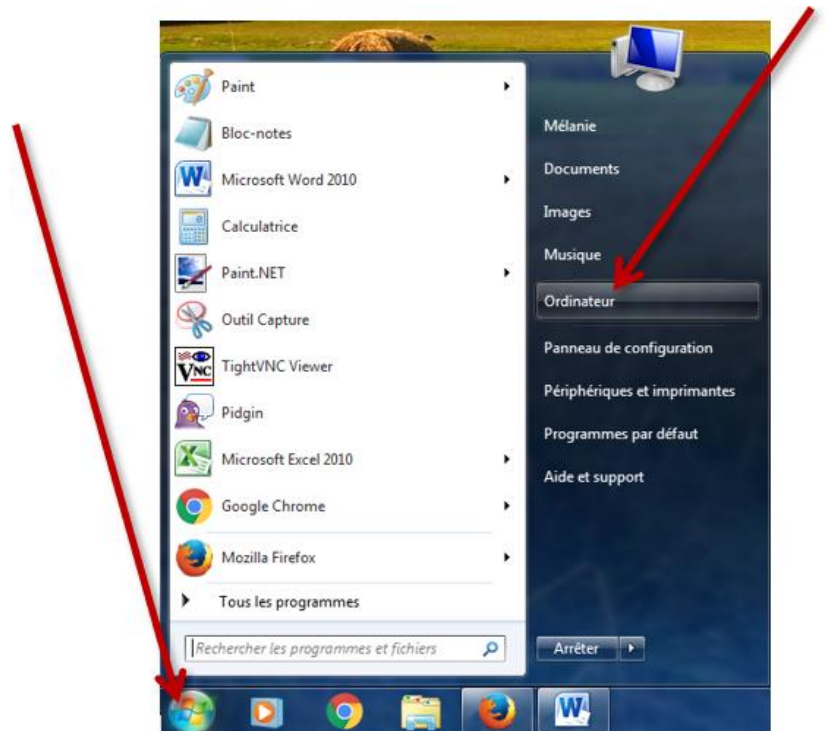 Paint
Bloc-notes
Microsoft Word 2010
Calculatrice
Paint.NET
Outil Capture
VNC
TightVNC Viewer
Pidgin
Microsoft Excel 2010
Google Chrome
Mozilla Firefox
Tous les programmes
Rechercher les programmes et fichiers
Mélanie
Documents
Images
Musique
Ordinateur
Panneau de configuration
Périphériques et imprimantes
Programmes par défaut
Aide et support
Arrêter